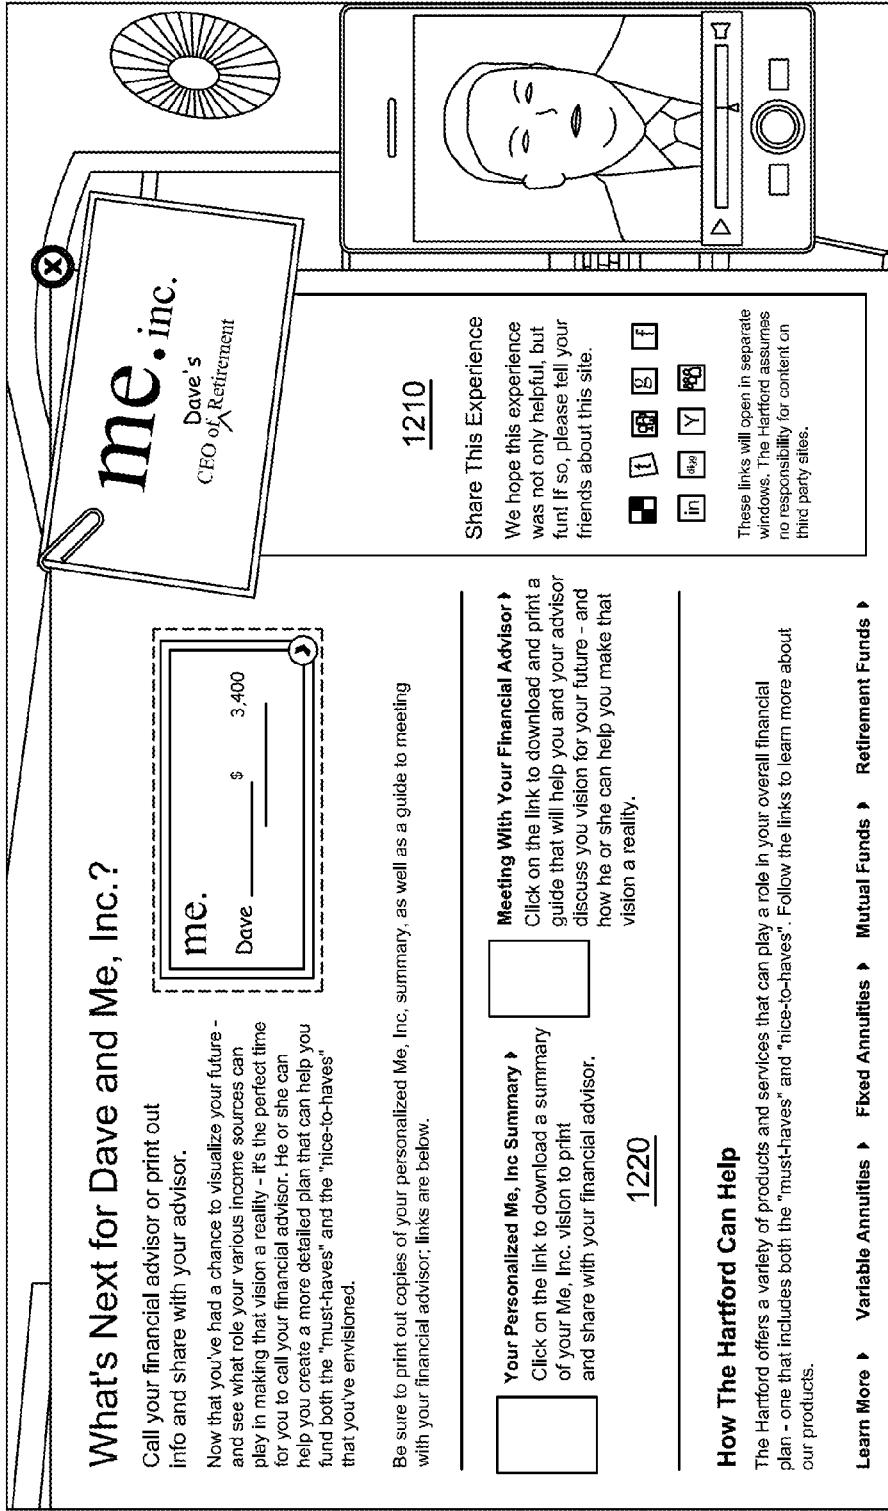 What's Next for Dave and Me, Inc.?
Call your financial advisor or print out
info and share with your advisor.
Now that you've had a chance to visualize your future -
and see what role your various income sources can
play in making that vision a reality - it's the perfect time
for you to call your financial advisor. He or she can
help you create a more detailed plan that can help you
fund both the "must-haves" and the "nice-to-haves"
that you've envisioned.
me.
Dave $ 3,400
Be sure to print out copies of your personalized Me, Inc, summary, as well as a guide to meeting
with your financial advisor; links are below.
Your Personalized Me, Inc Summary
Click on the link to download a summary
of your Me, Inc. vision to print
and share with your financial advisor.
1220
Meeting With Your Financial Advisor
Click on the link to download and print a
guide that will help you and your advisor
discuss you vision for your future - and
how he or she can help you make that
vision a reality.
How The Hartford Can Help
The Hartford offers a variety of products and services that can play a role in your overall financial
plan - one that includes both the "must-haves" and "nice-to-haves". Follow the links to learn more about
our products.
Learn More Variable Annuities Fixed Annuities Mutual Funds Retirement Funds
x
me.inc.
Dave's
CEO of Retirement
1210
Share This Experience
We hope this experience
was not only helpful, but
fun! If so, please tell your
friends about this site.
t g f
in digg Y
These links will open in separate
windows. The Hartford assumes
no responsibility for content on
third party sites.